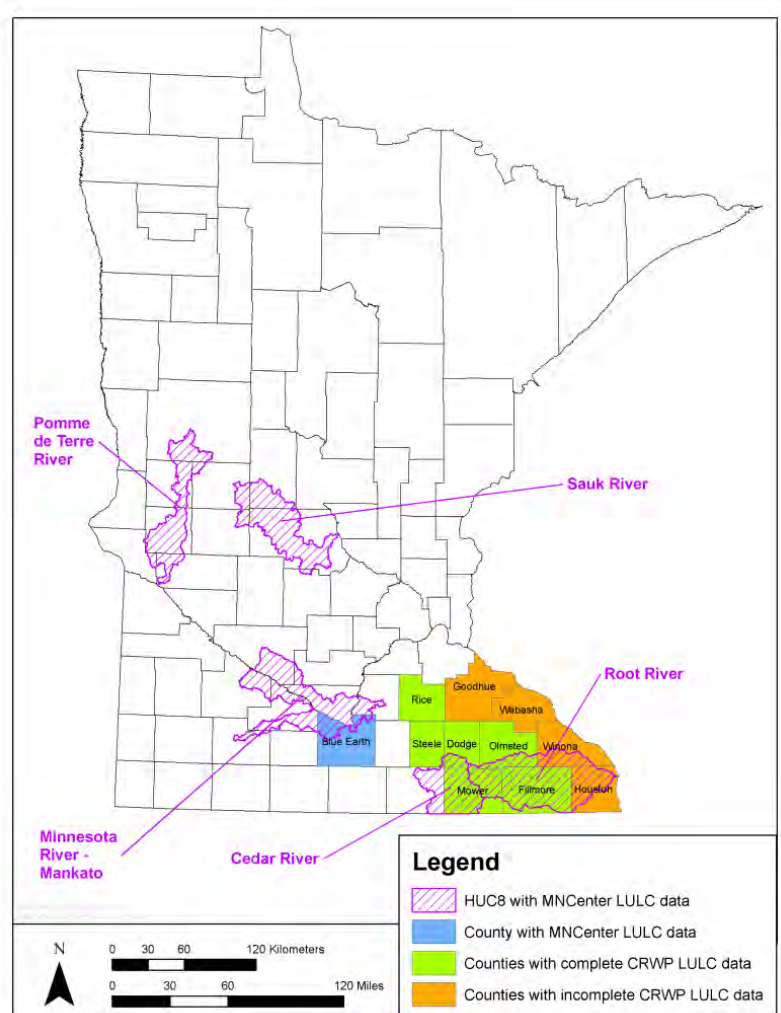 Pomme
de Terre
River
Sauk River
Root River
Goodhue
Rice
Wabasha
Blue Earth
Steele
Dodge
Olmsted
Winona
Mower
Fillmore
Houston
Minnesota
River -
Mankato
Cedar River
Legend
HUC8 with MNCenter LULC data
County with MNCenter LULC data
Counties with complete CRWP LULC data
Counties with incomplete CRWP LULC data
N
0 30 60 120 Kilometers
0 30 60 120 Miles